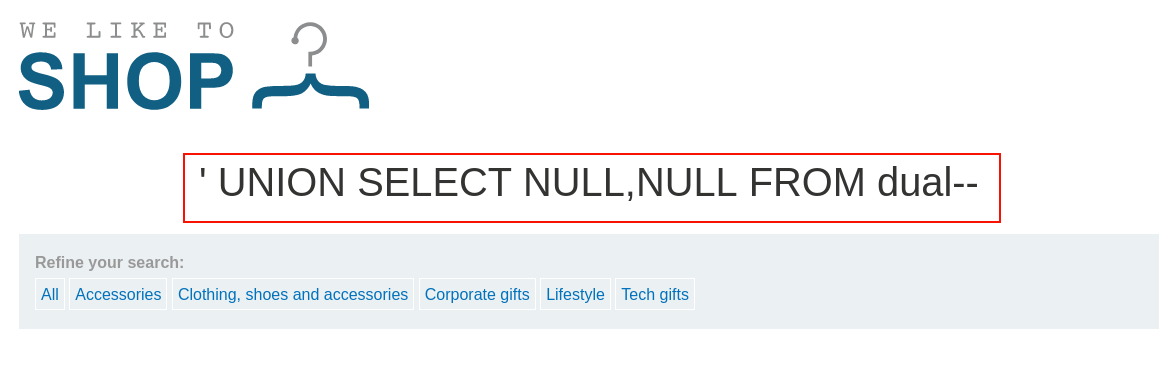 WE LIKE TO
SHOP
' UNION SELECT NULL,NULL FROM dual--
Refine your search:
All Accessories Clothing, shoes and accessories Corporate gifts Lifestyle Tech gifts